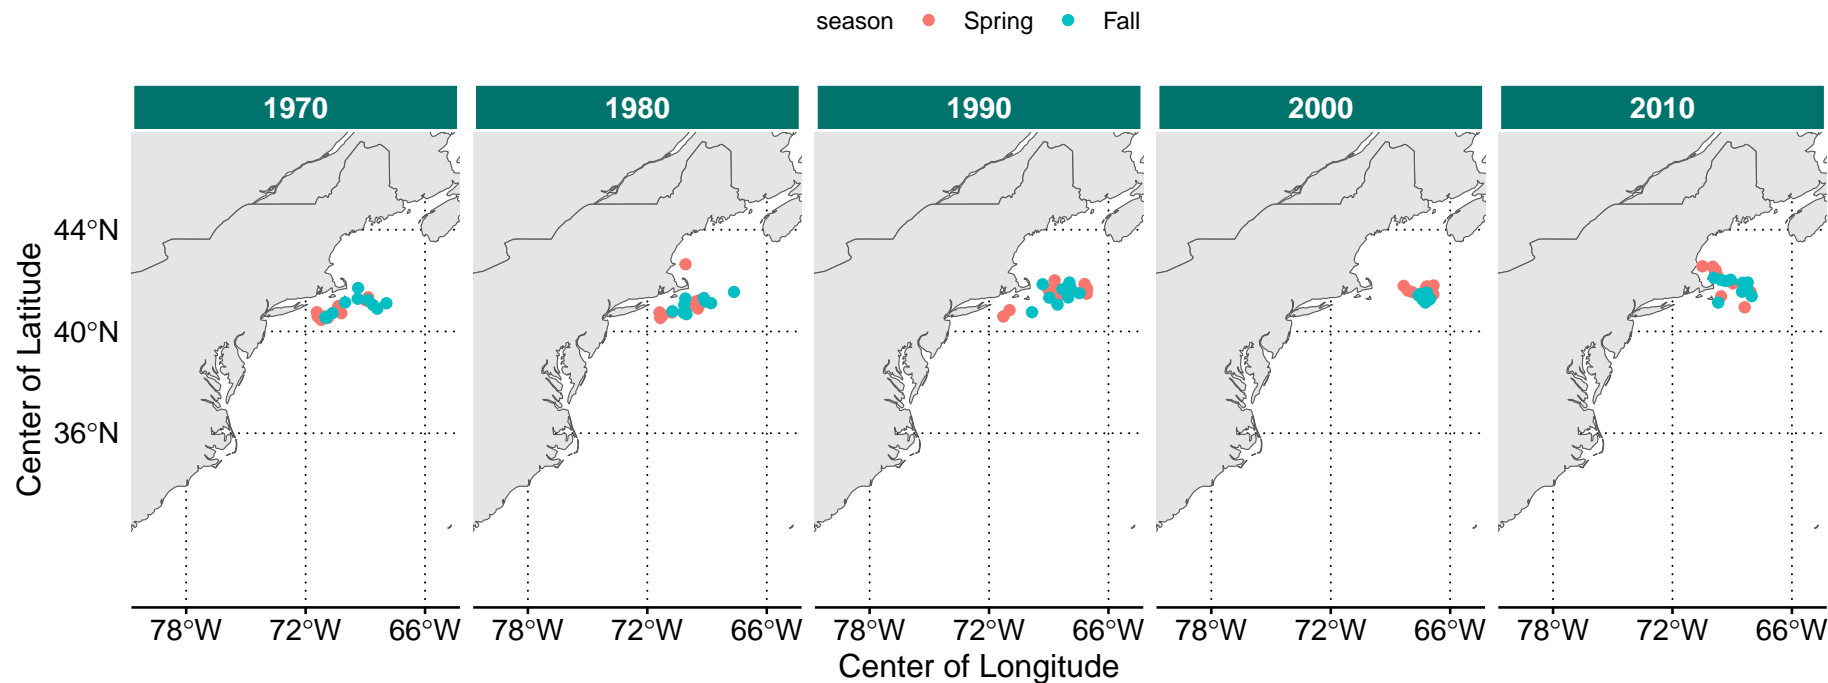 season Spring Fall
1970 1980 1990 2000 2010
44°N
40°N
36°N
Center of Latitude
78°W 72°W 66°W 78°W 72°W 66°W 78°W 72°W 66°W 78°W 72°W 66°W 78°W 72°W 66°W
Center of Longitude